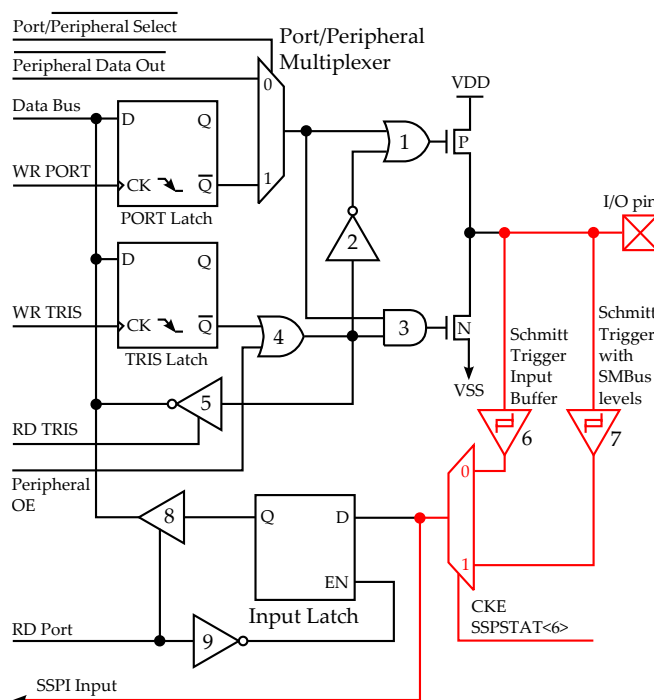 Port/Peripheral Select
Port/Peripheral
Multiplexer
Peripheral Data Out
VDD
Data Bus
0
D
Q
1
P
WR PORT
CK
Q
1
I/O pin
PORT Latch
2
D
Q
WR TRIS
CK
Q
4
3
N
TRIS Latch
Schmitt
Trigger
Input
Buffer
Schmitt
Trigger
with
SMBus
levels
VSS
5
RD TRIS
6
7
Peripheral
OE
0
8
Q
D
1
EN
Input Latch
CKE
SSPSTAT<6>
RD Port
9
SSPI Input